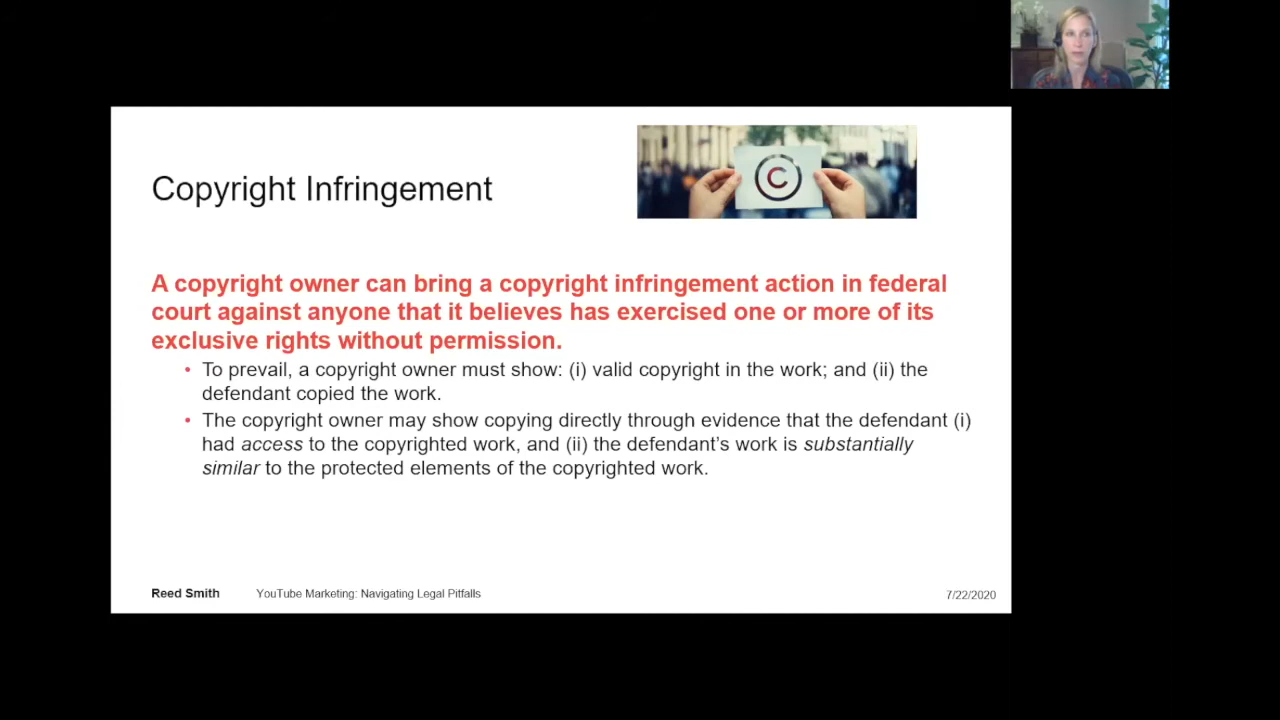 Copyright Infringement
A copyright owner can bring a copyright infringement action in federal
court against anyone that it believes has exercised one or more of its
exclusive rights without permission.
• To prevail, a copyright owner must show: (i) valid copyright in the work; and (ii) the
defendant copied the work.
• The copyright owner may show copying directly through evidence that the defendant (i)
had access to the copyrighted work, and (ii) the defendant's work is substantially
similar to the protected elements of the copyrighted work.
Reed Smith YouTube Marketing: Navigating Legal Pitfalls 7/22/2020